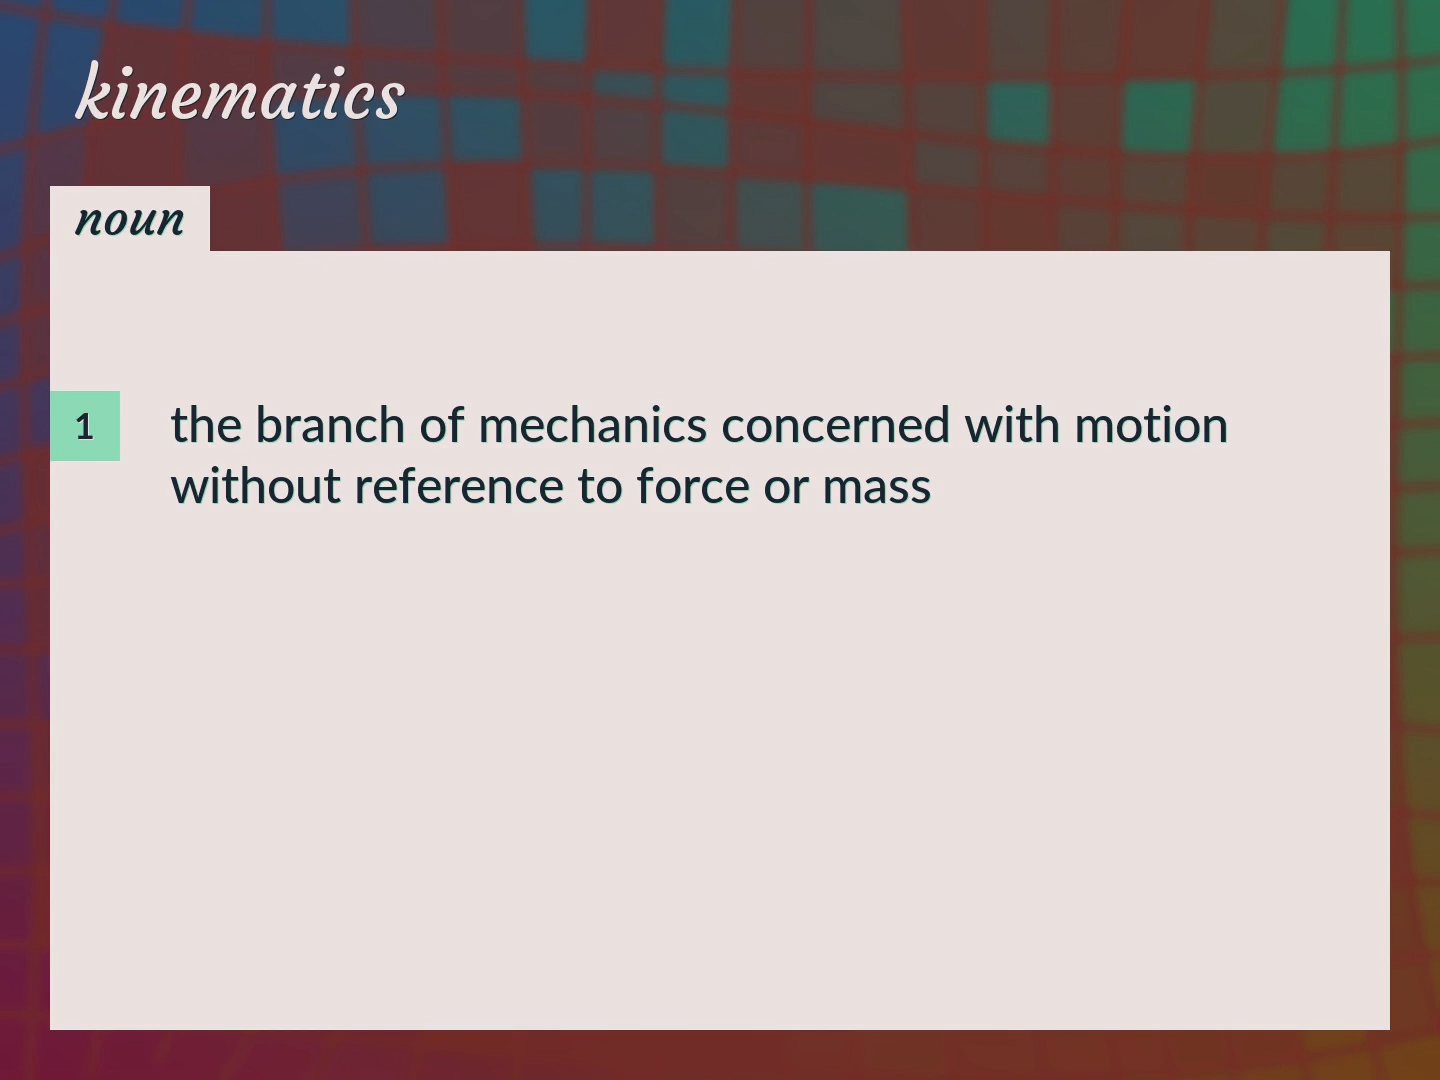 kinematics
noun
1
the branch of mechanics concerned with motion
without reference to force or mass